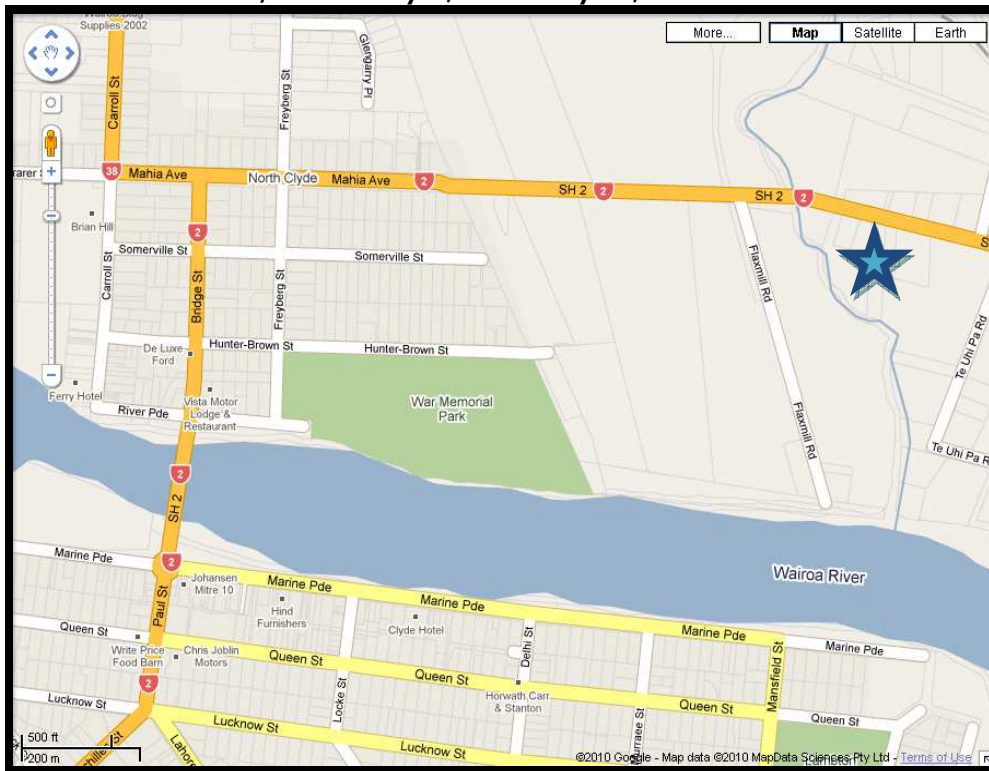 Supplies 2002
More...
Map
Satellite
Earth
Carroll St
Freyberg St
Glengarry Pl
38
Mahia Ave
North Clyde
Mahia Ave
2
SH 2
2
SH 2
2
Brian Hill
2
Somerville St
Somerville St
Carroll St
Bridge St
Freyberg St
Flaxmill Rd
Te Uhi Pa Rd
Hunter-Brown St
Hunter-Brown St
De Luxe
Ford
Ferry Hotel
Vista Motor
Lodge &
Restaurant
River Pde
War Memorial
Park
Flaxmill Rd
Te Uhi Pa R
2
SH 2
Marine Pde
2
Johansen
Mitre 10
Marine Pde
Hind
Furnishers
Marine Pde
Clyde Hotel
Wairoa River
Paul St
Queen St
Write Price
Food Barn
Chris Joblin
Motors
Queen St
Queen St
Delhi St
Marine Pde
Marine Pde
Mansfield St
2
Locke St
Horwath Carr
& Stanton
Queen St
Queen St
Lucknow St
Lucknow St
Lucknow St
500 ft
200 m
©2010 Google - Map data ©2010 MapData Sciences Pty Ltd - Terms of Use